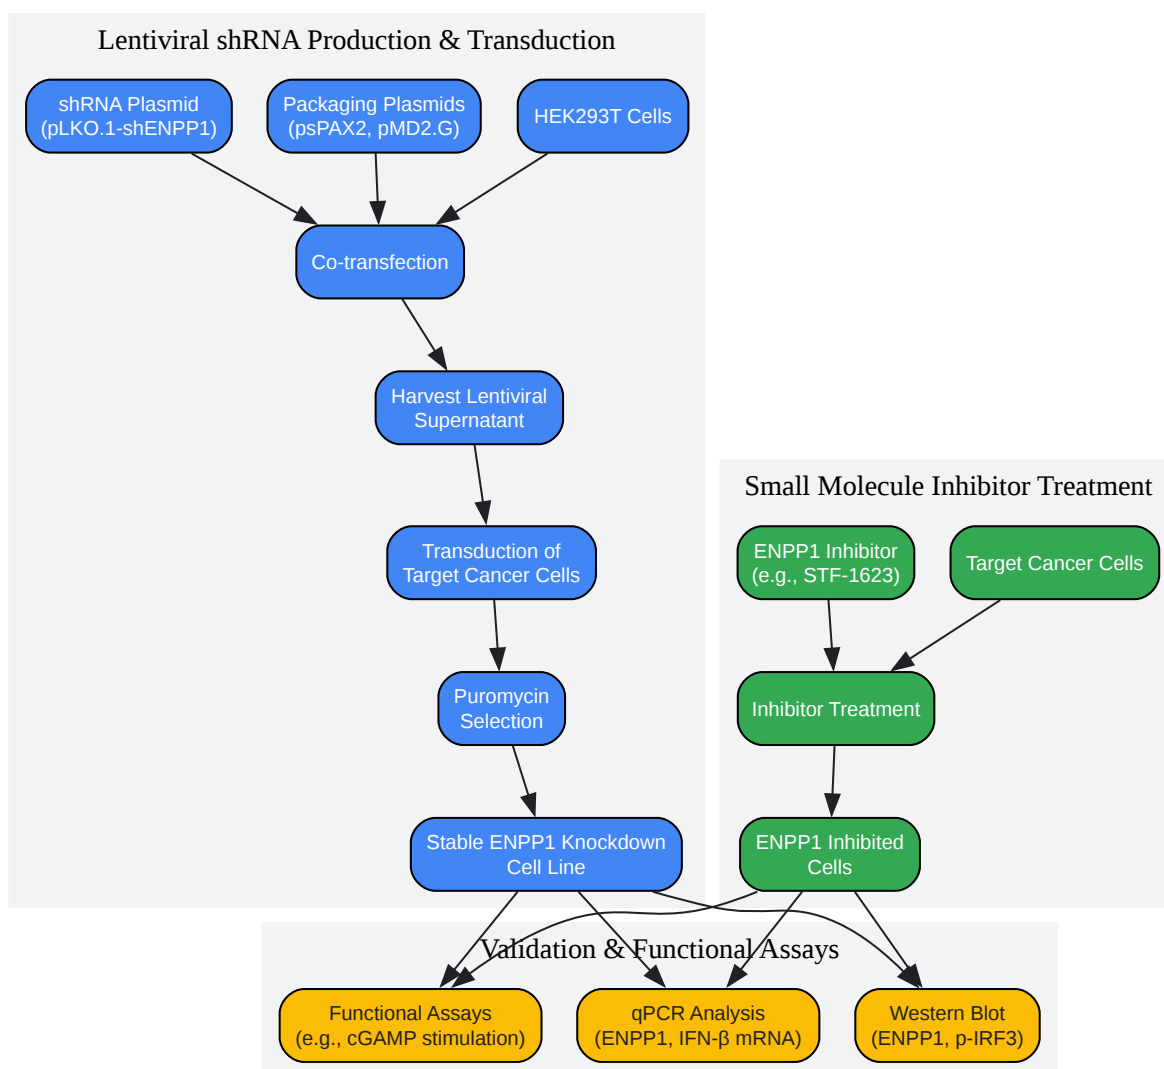 Lentiviral shRNA Production & Transduction
shRNA Plasmid
(pLKO.1-shENPP1)
Packaging Plasmids
(psPAX2, pMD2.G)
HEK293T Cells
Co-transfection
Harvest Lentiviral
Supernatant
Transduction of
Target Cancer Cells
Puromycin
Selection
Stable ENPP1 Knockdown
Cell Line
Small Molecule Inhibitor Treatment
ENPP1 Inhibitor
(e.g., STF-1623)
Target Cancer Cells
Inhibitor Treatment
ENPP1 Inhibited
Cells
Validation & Functional Assays
Functional Assays
(e.g., cGAMP stimulation)
qPCR Analysis
(ENPP1, IFN-β mRNA)
Western Blot
(ENPP1, p-IRF3)